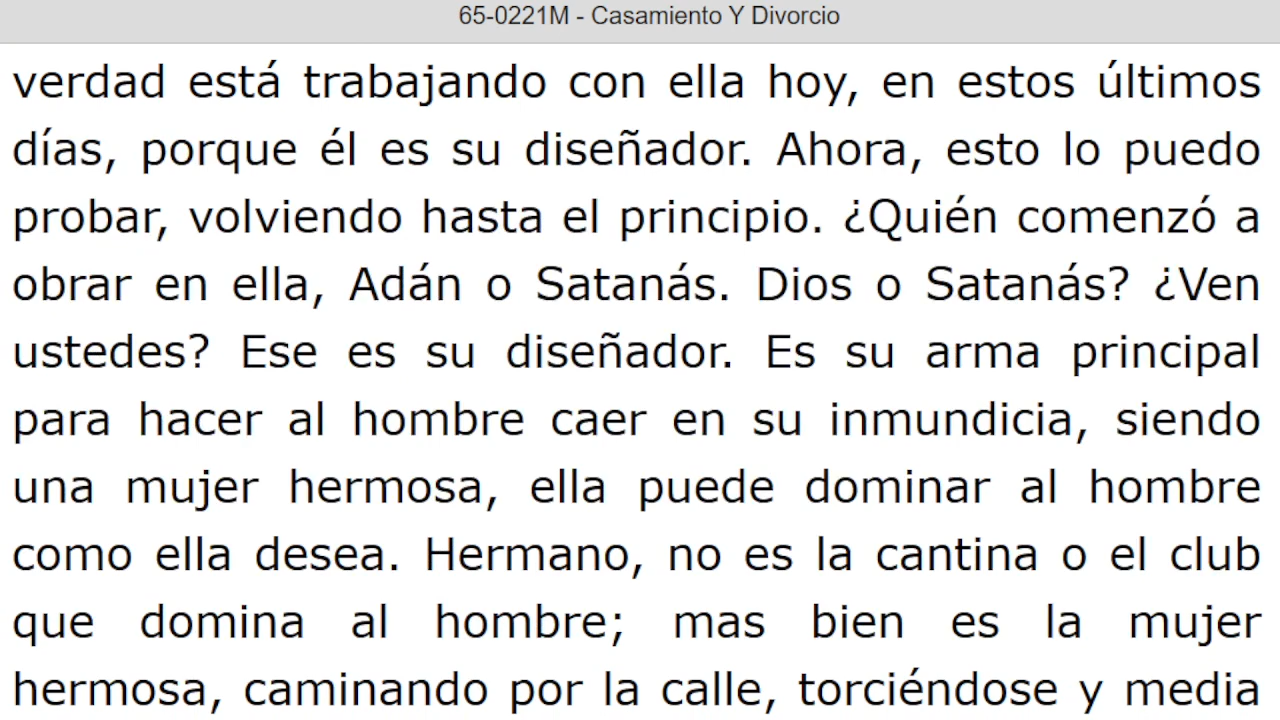 65-0221M - Casamiento Y Divorcio
verdad está trabajando con ella hoy, en estos últimos
días, porque él es su diseñador. Ahora, esto lo puedo
probar, volviendo hasta el principio. ¿Quién comenzó a
obrar en ella, Adán o Satanás. Dios o Satanás? ¿Ven
ustedes? Ese es su diseñador. Es su arma principal
para hacer al hombre caer en su inmundicia, siendo
una mujer hermosa, ella puede dominar al hombre
como ella desea. Hermano, no es la cantina o el club
que domina al hombre; mas bien es la mujer
hermosa, caminando por la calle, torciéndose y media